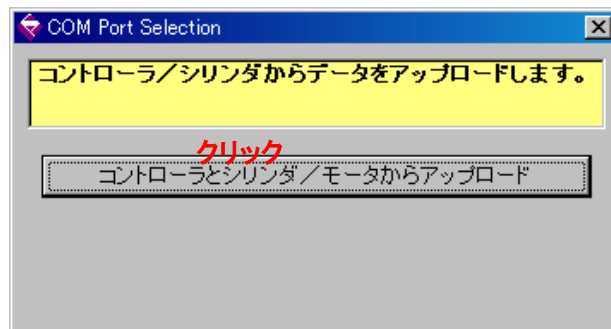 COM Port Selection
コントローラ／シリンダからデータをアップロードします。
クリック
コントローラとシリンダ／モータからアップロード